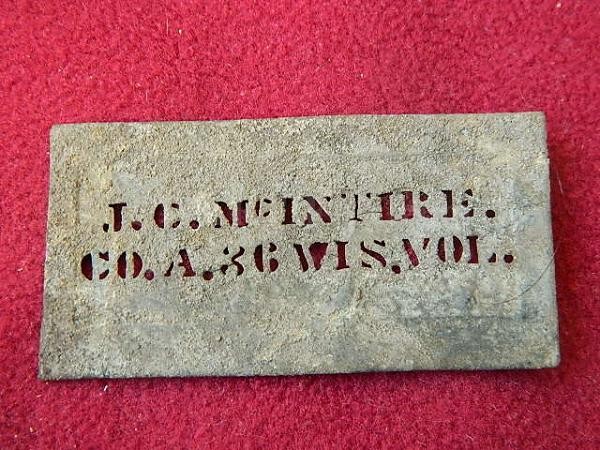 J. C. McINTIRE.
CO. A. 36 WIS. VOL.